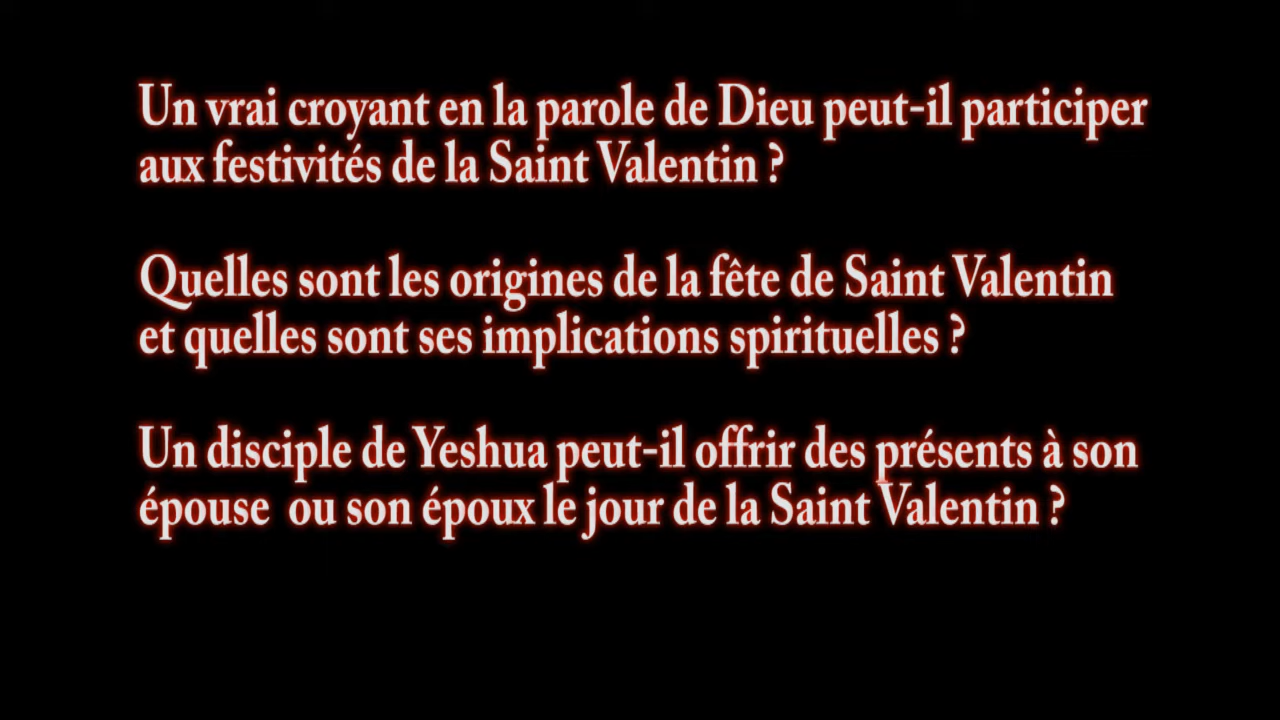 Un vrai croyant en la parole de Dieu peut-il participer
aux festivités de la Saint Valentin ?
Quelles sont les origines de la fête de Saint Valentin
et quelles sont ses implications spirituelles ?
Un disciple de Yeshua peut-il offrir des présents à son
épouse  ou son époux le jour de la Saint Valentin ?